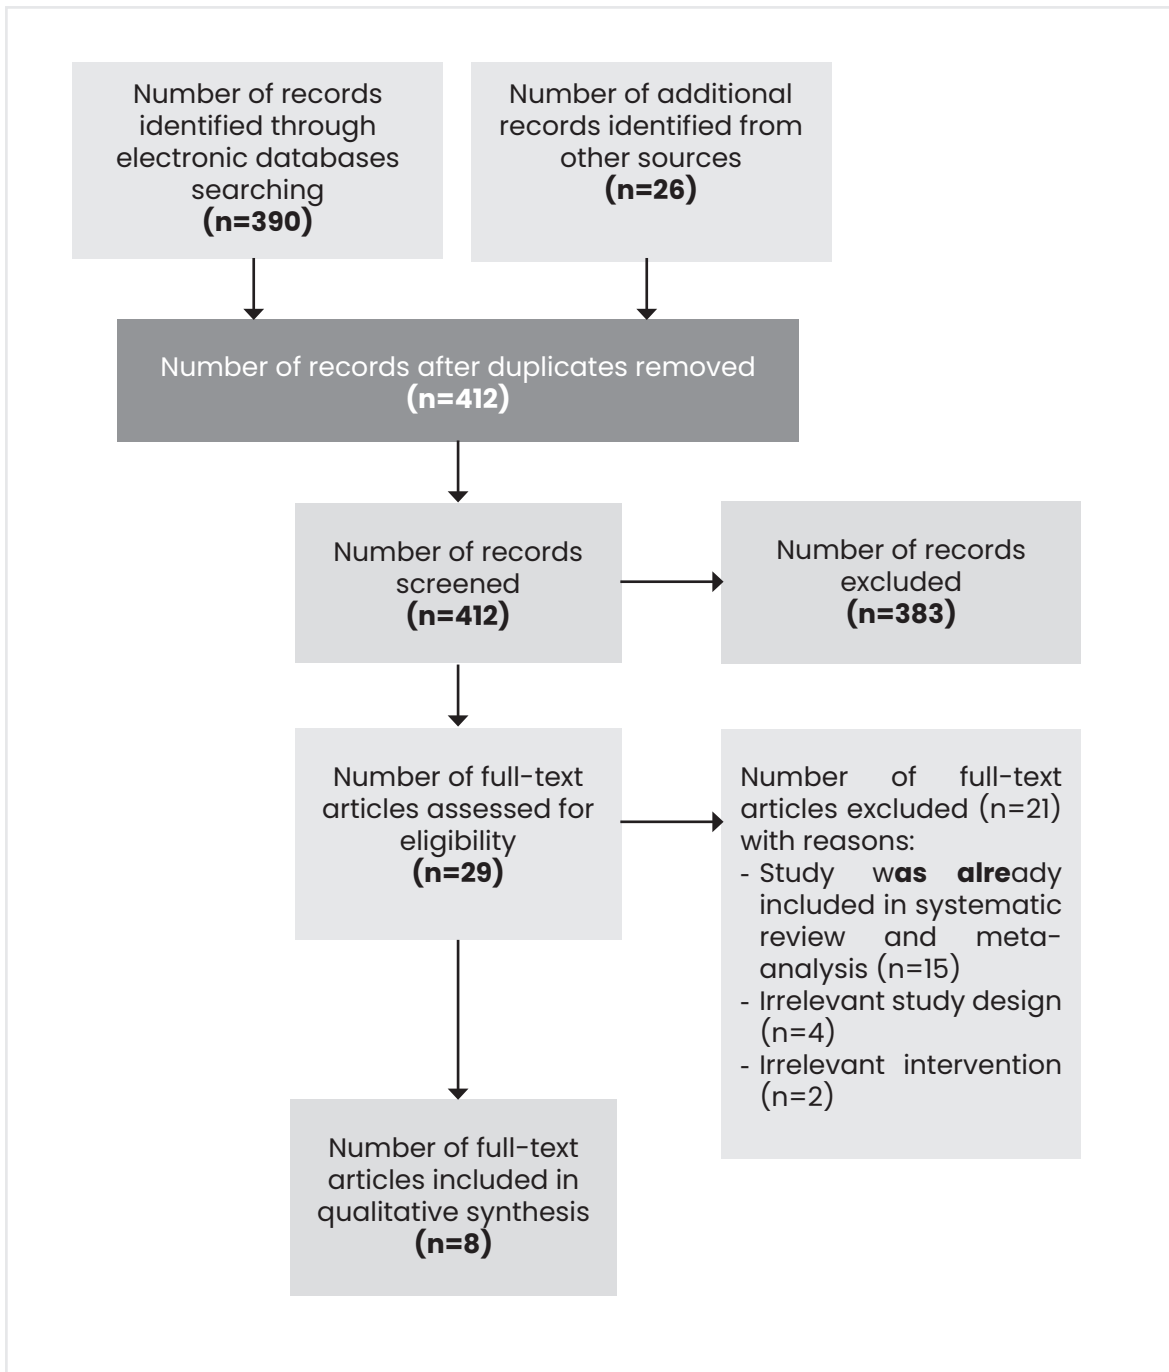 Number of records
identified through
electronic databases
searching
(n=390)
Number of additional
records identified from
other sources
(n=26)
Number of records after duplicates removed
(n=412)
Number of records
screened
(n=412)
Number of records
excluded
(n=383)
Number of full-text
articles assessed for
eligibility
(n=29)
Number of full-text
articles excluded (n=21)
with reasons:
- Study was already
included in systematic
review and meta-
analysis (n=15)
- Irrelevant study design
(n=4)
- Irrelevant intervention
(n=2)
Number of full-text
articles included in
qualitative synthesis
(n=8)